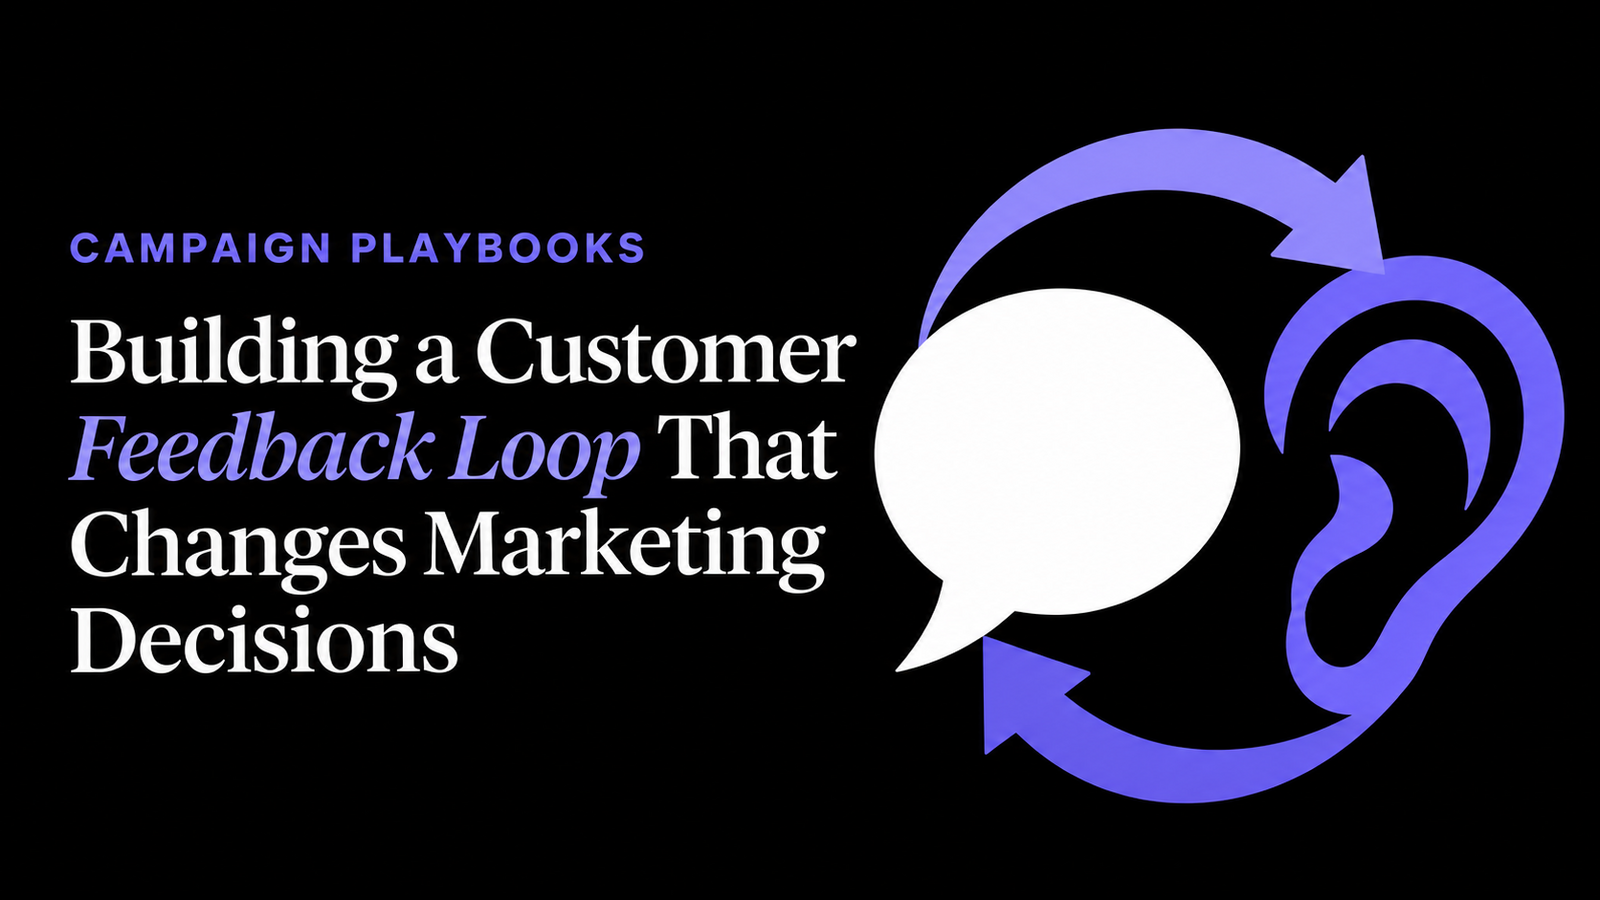 CAMPAIGN PLAYBOOKS
Building a Customer
Feedback Loop That
Changes Marketing
Decisions